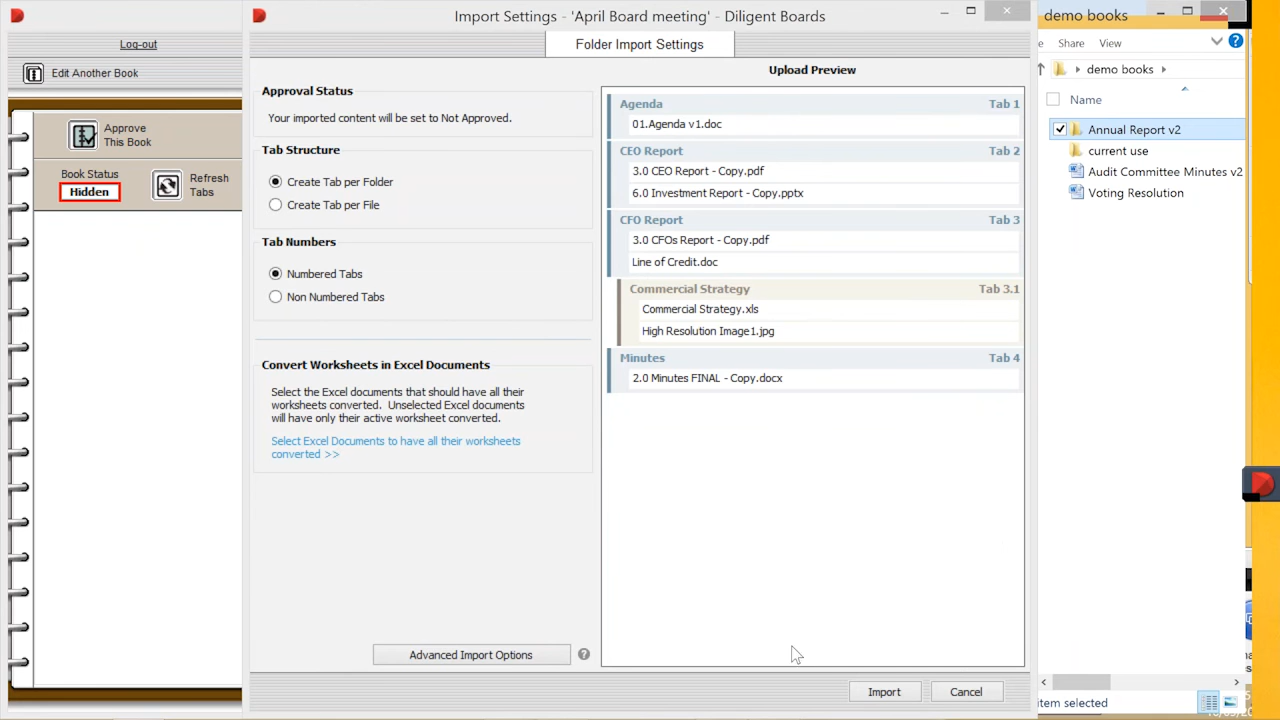 Import Settings - 'April Board meeting' - Diligent Boards
demo books
Log-out
Folder Import Settings
Share View
Edit Another Book
demo books
Approve
This Book
Book Status
Hidden
Refresh
Tabs
Approval Status
Your imported content will be set to Not Approved.
Tab Structure
Create Tab per Folder
Create Tab per File
Tab Numbers
Numbered Tabs
Non Numbered Tabs
Convert Worksheets in Excel Documents
Select the Excel documents that should have all their
worksheets converted. Unselected Excel documents
will have only their active worksheet converted.
Select Excel Documents to have all their worksheets
converted >>
Advanced Import Options
?
Upload Preview
Agenda Tab 1
01.Agenda v1.doc
CEO Report Tab 2
3.0 CEO Report - Copy.pdf
6.0 Investment Report - Copy.pptx
CFO Report Tab 3
3.0 CFOs Report - Copy.pdf
Line of Credit.doc
Commercial Strategy Tab 3.1
Commercial Strategy.xls
High Resolution Image1.jpg
Minutes Tab 4
2.0 Minutes FINAL - Copy.docx
Import
Cancel
Name
Annual Report v2
current use
Audit Committee Minutes v2
Voting Resolution
item selected